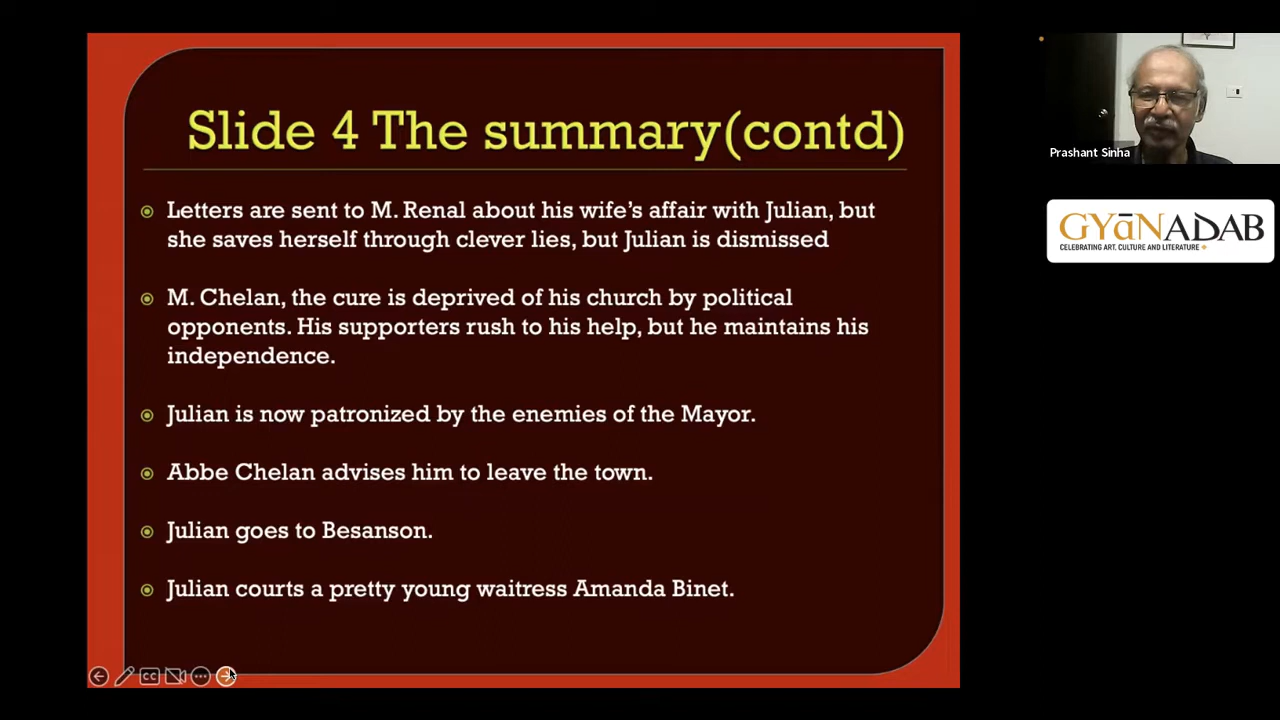 Slide 4 The summary(contd)
Letters are sent to M. Renal about his wife’s affair with Julian, but
she saves herself through clever lies, but Julian is dismissed
M. Chelan, the cure is deprived of his church by political
opponents. His supporters rush to his help, but he maintains his
independence.
Julian is now patronized by the enemies of the Mayor.
Abbe Chelan advises him to leave the town.
Julian goes to Besanson.
Julian courts a pretty young waitress Amanda Binet.
CC
Prashant Sinha
GYāNADAB
CELEBRATING ART, CULTURE AND LITERATURE